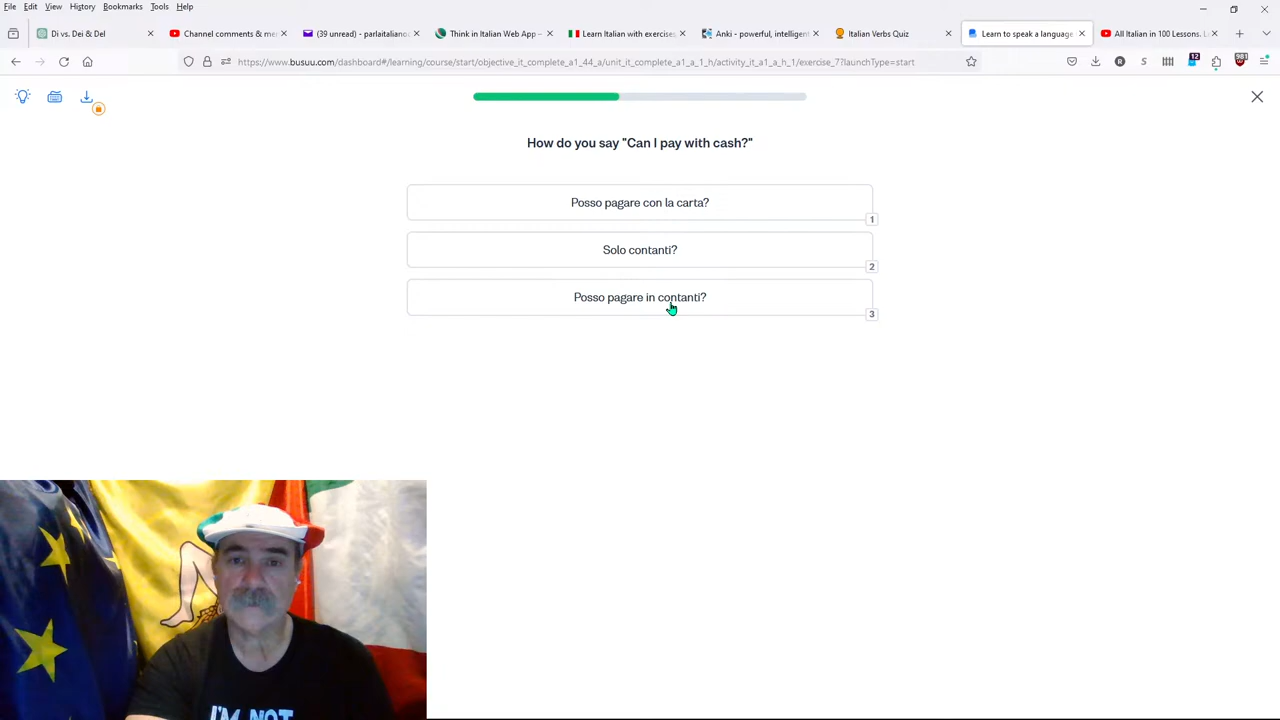 File Edit View History Bookmarks Tools Help
Di vs. Dei & Del
Channel comments & me
(39 unread) - parlaitaliano
Think in Italian Web App –
Learn Italian with exercises,
Anki - powerful, intelligent
Italian Verbs Quiz
Learn to speak a language
All Italian in 100 Lessons. L
https://www.busuu.com/dashboard#/learning/course/start/objective_it_complete_a1_44_a/unit_it_complete_a1_a_1_h/activity_it_a1_a_h_1/exercise_7?launchType=start
How do you say "Can I pay with cash?"
Posso pagare con la carta?
1
Solo contanti?
2
Posso pagare in contanti?
3
I'M NOT